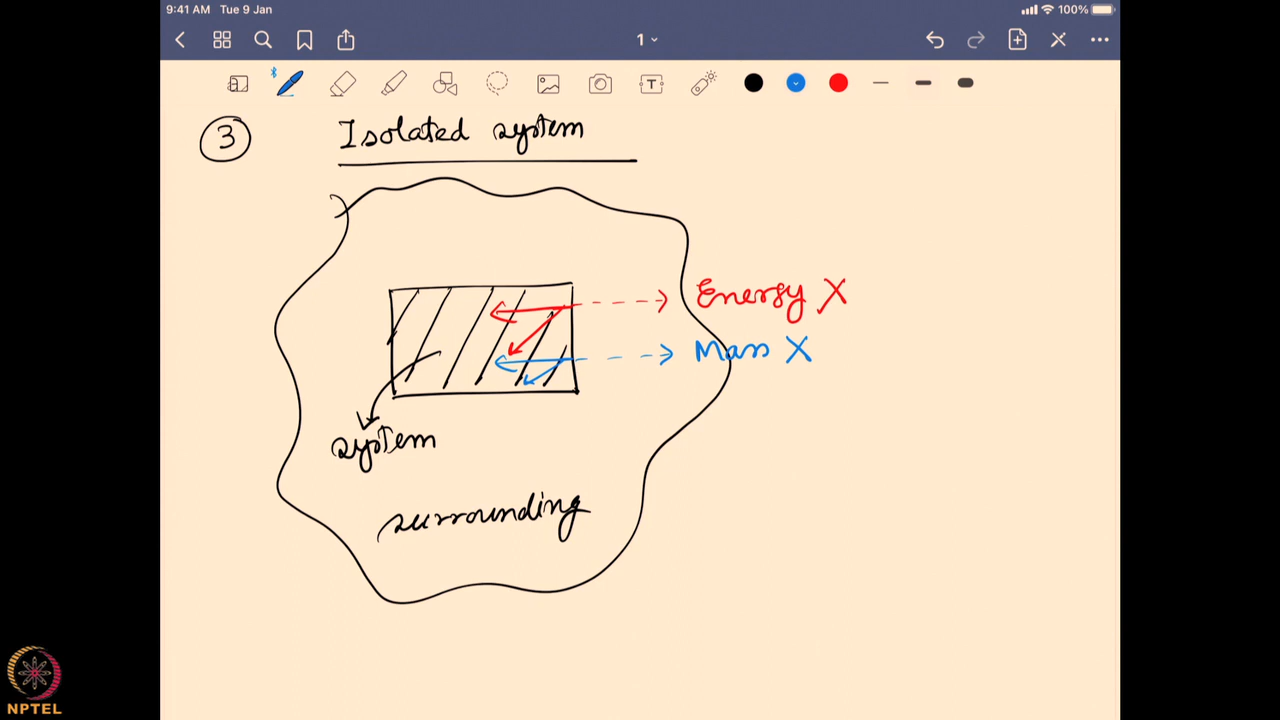 9:41 AM Tue 9 Jan
100%
1
T
3 Isolated system
Energy X
Mass X
system
surrounding
NPTEL